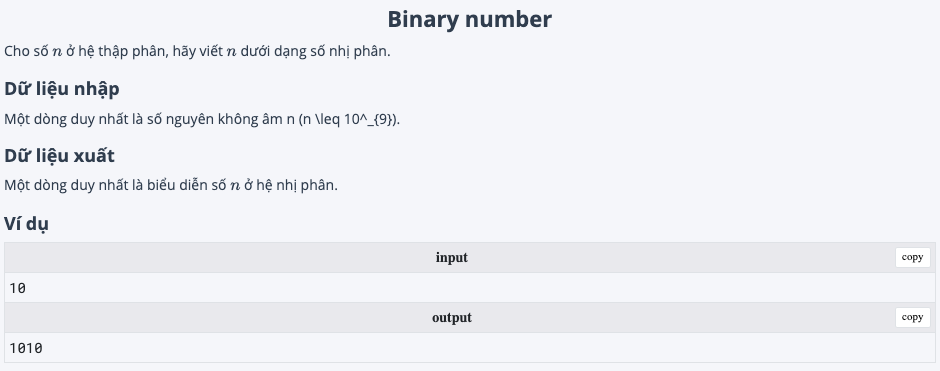 Binary number
Cho số n ở hệ thập phân, hãy viết n dưới dạng số nhị phân.
Dữ liệu nhập
Một dòng duy nhất là số nguyên không âm n (n \leq 10^_{9}).
Dữ liệu xuất
Một dòng duy nhất là biểu diễn số n ở hệ nhị phân.
Ví dụ
input copy
10
output copy
1010